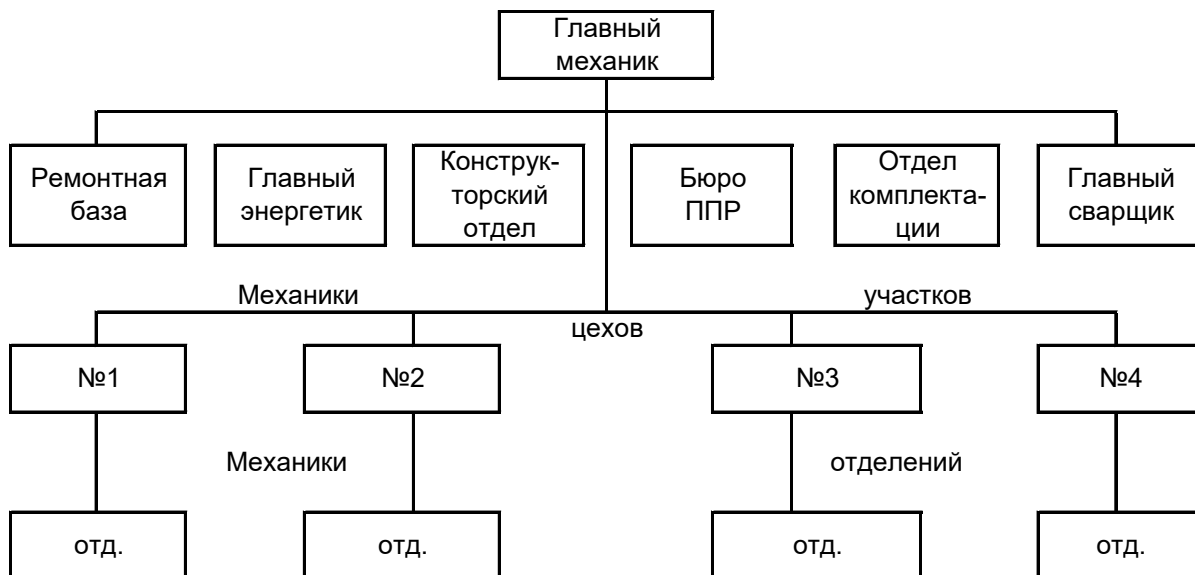 Главный
механик
Ремонтная
база
Главный
энергетик
Конструк-
торский
отдел
Бюро
ППР
Отдел
комплекта-
ции
Главный
сварщик
Механики
цехов
участков
№1
№2
№3
№4
Механики
отделений
отд.
отд.
отд.
отд.